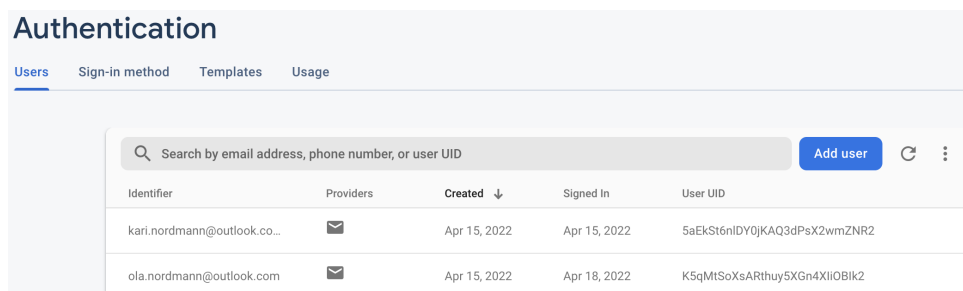 Authentication
Users Sign-in method Templates Usage
Search by email address, phone number, or user UID Add user
Identifier Providers Created Signed In User UID
kari.nordmann@outlook.co... Apr 15, 2022 Apr 15, 2022 5aEkSt6nlDY0jKAQ3dPsX2wmZNR2
ola.nordmann@outlook.com Apr 15, 2022 Apr 18, 2022 K5qMtSoXsARthuy5XGn4XIiOBIk2